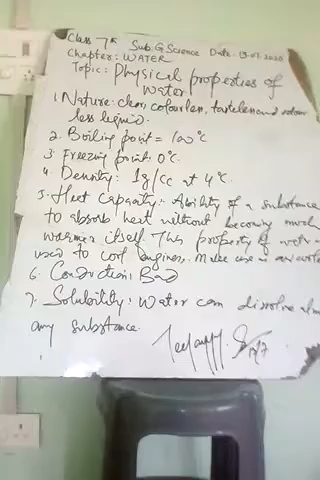 Class 7th Sub G Science Date: 13.07.2020
Chapter: WATER
Topic: Physical properties of
water
1. Nature: clear, colourless, tasteless and odour
less liquid.
2. Boiling point = 100°C
3. Freezing point: 0°C.
4. Density: 1g/cc at 4°C.
5. Heat Capacity: Ability of a substance
to absorb heat without becoming much
warmer itself. This property of water
used to cool engines.
6. Conduction: Bad
7. Solubility: Water can dissolve
any substance.